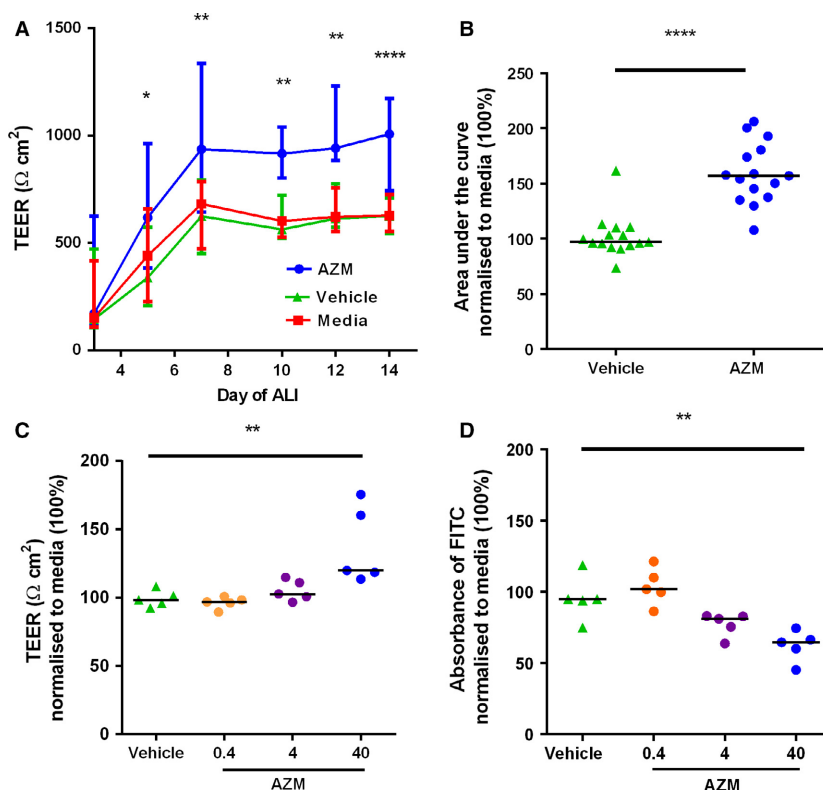 A
TEER (Ω cm²)
1500
1000
500
0
4 6 8 10 12 14
Day of ALI
* ** ** ** ****
AZM
Vehicle
Media
B
****
Area under the curve
normalised to media (100%)
250
200
150
100
50
0
Vehicle AZM
C
**
TEER (Ω cm²)
normalised to media (100%)
200
150
100
50
0
Vehicle 0.4 4 40
AZM
D
**
Absorbance of FITC
normalised to media (100%)
200
150
100
50
0
Vehicle 0.4 4 40
AZM